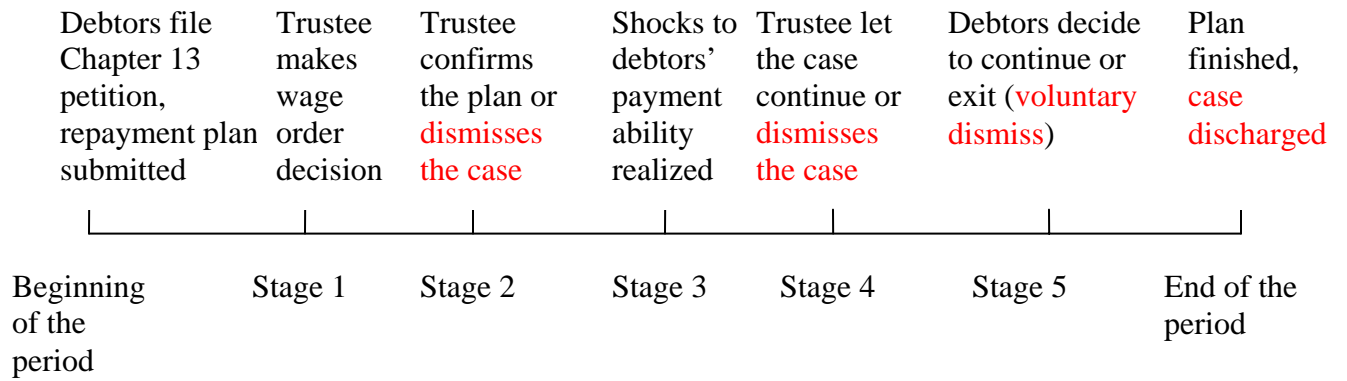 Debtors file
Chapter 13
petition,
repayment plan
submitted
Trustee
makes
wage
order
decision
Trustee
confirms
the plan or
dismisses
the case
Shocks to
debtors’
payment
ability
realized
Trustee let
the case
continue or
dismisses
the case
Debtors decide
to continue or
exit (voluntary
dismiss)
Plan
finished,
case
discharged
Beginning
of the
period
Stage 1
Stage 2
Stage 3
Stage 4
Stage 5
End of the
period